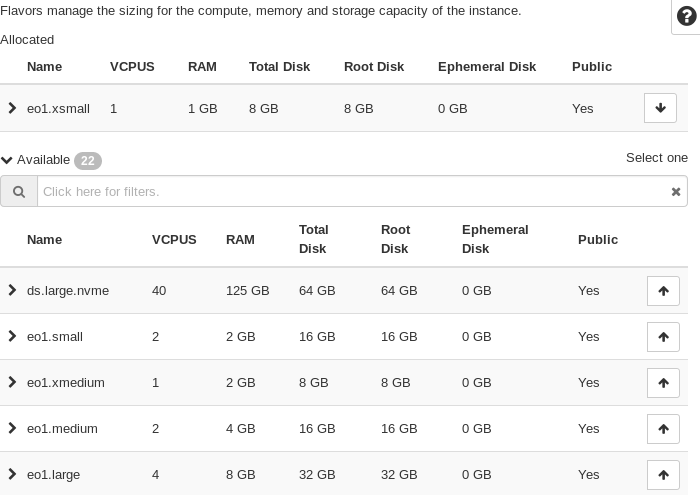 Flavors manage the sizing for the compute, memory and storage capacity of the instance.
Allocated
Name VCPUS RAM Total Disk Root Disk Ephemeral Disk Public
eo1.xsmall 1 1 GB 8 GB 8 GB 0 GB Yes
Available 22 Select one
Click here for filters.
Name VCPUS RAM Total Disk Root Disk Ephemeral Disk Public
ds.large.nvme 40 125 GB 64 GB 64 GB 0 GB Yes
eo1.small 2 2 GB 16 GB 16 GB 0 GB Yes
eo1.xmedium 1 2 GB 8 GB 8 GB 0 GB Yes
eo1.medium 2 4 GB 16 GB 16 GB 0 GB Yes
eo1.large 4 8 GB 32 GB 32 GB 0 GB Yes